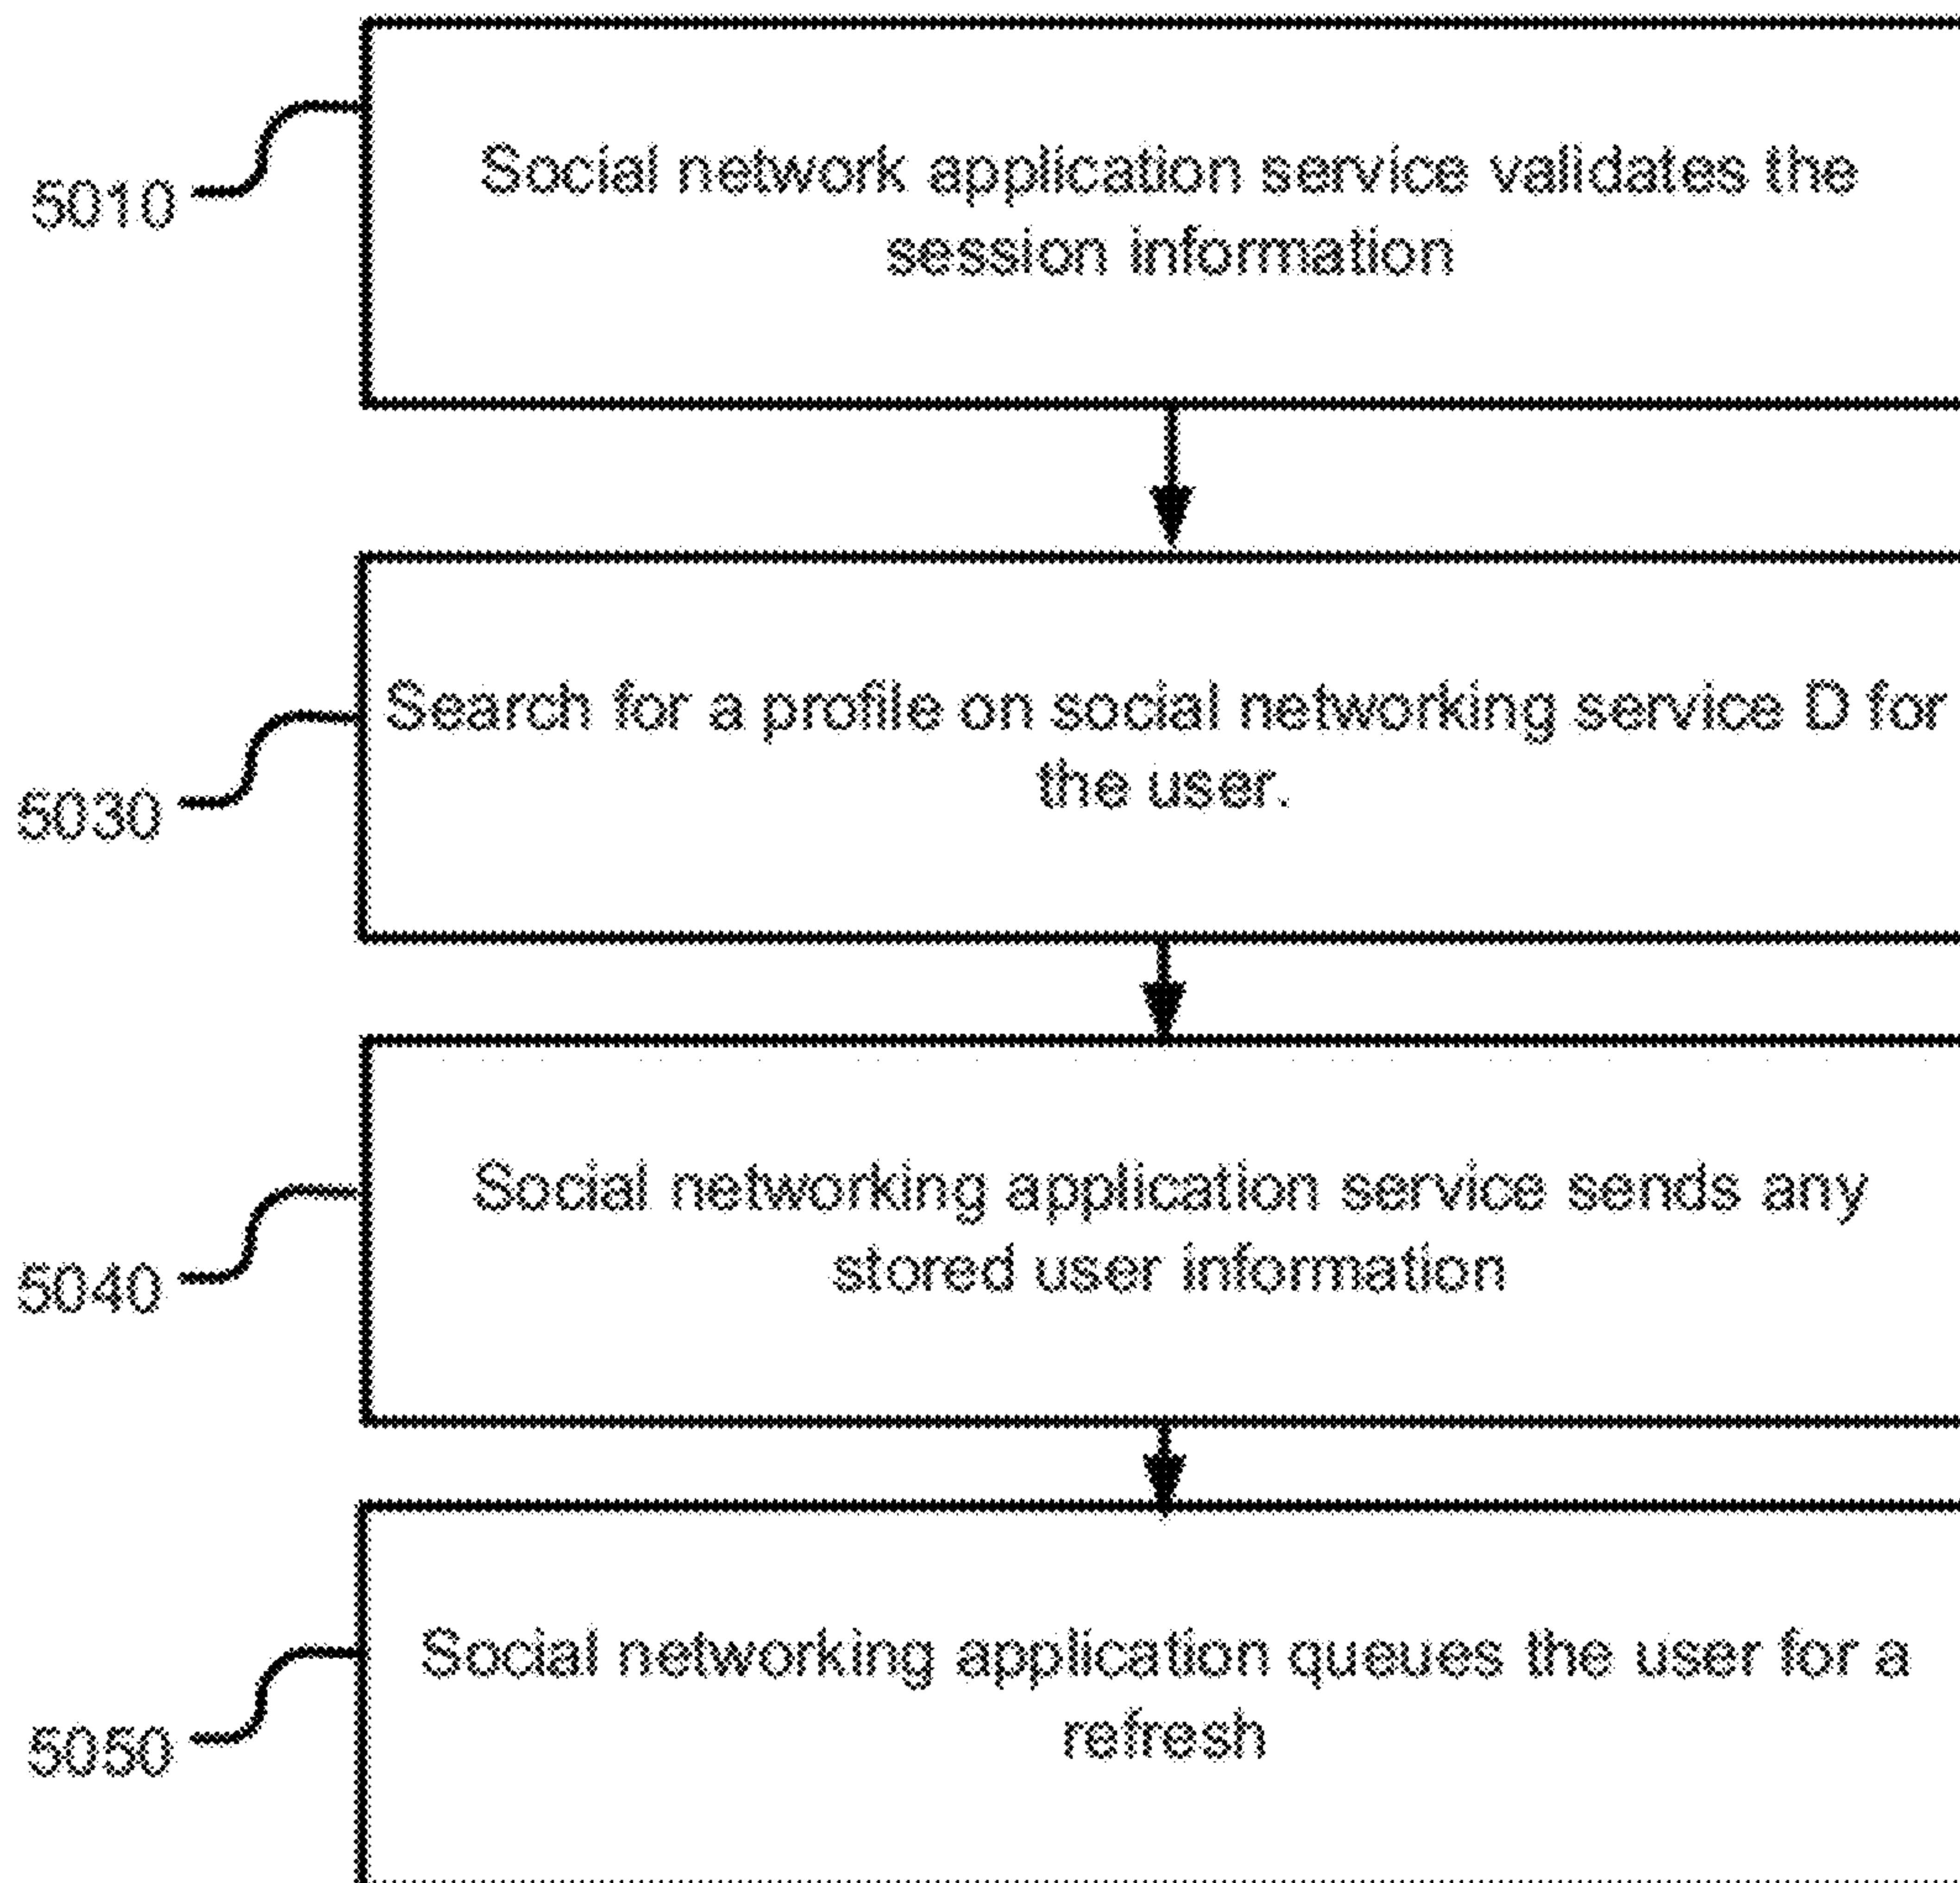 Social network application service validates the
session information
5010
Search for a profile on social networking service D for
the user.
5030
Social networking application service sends any
stored user information
5040
Social networking application queues the user for a
refresh
5050